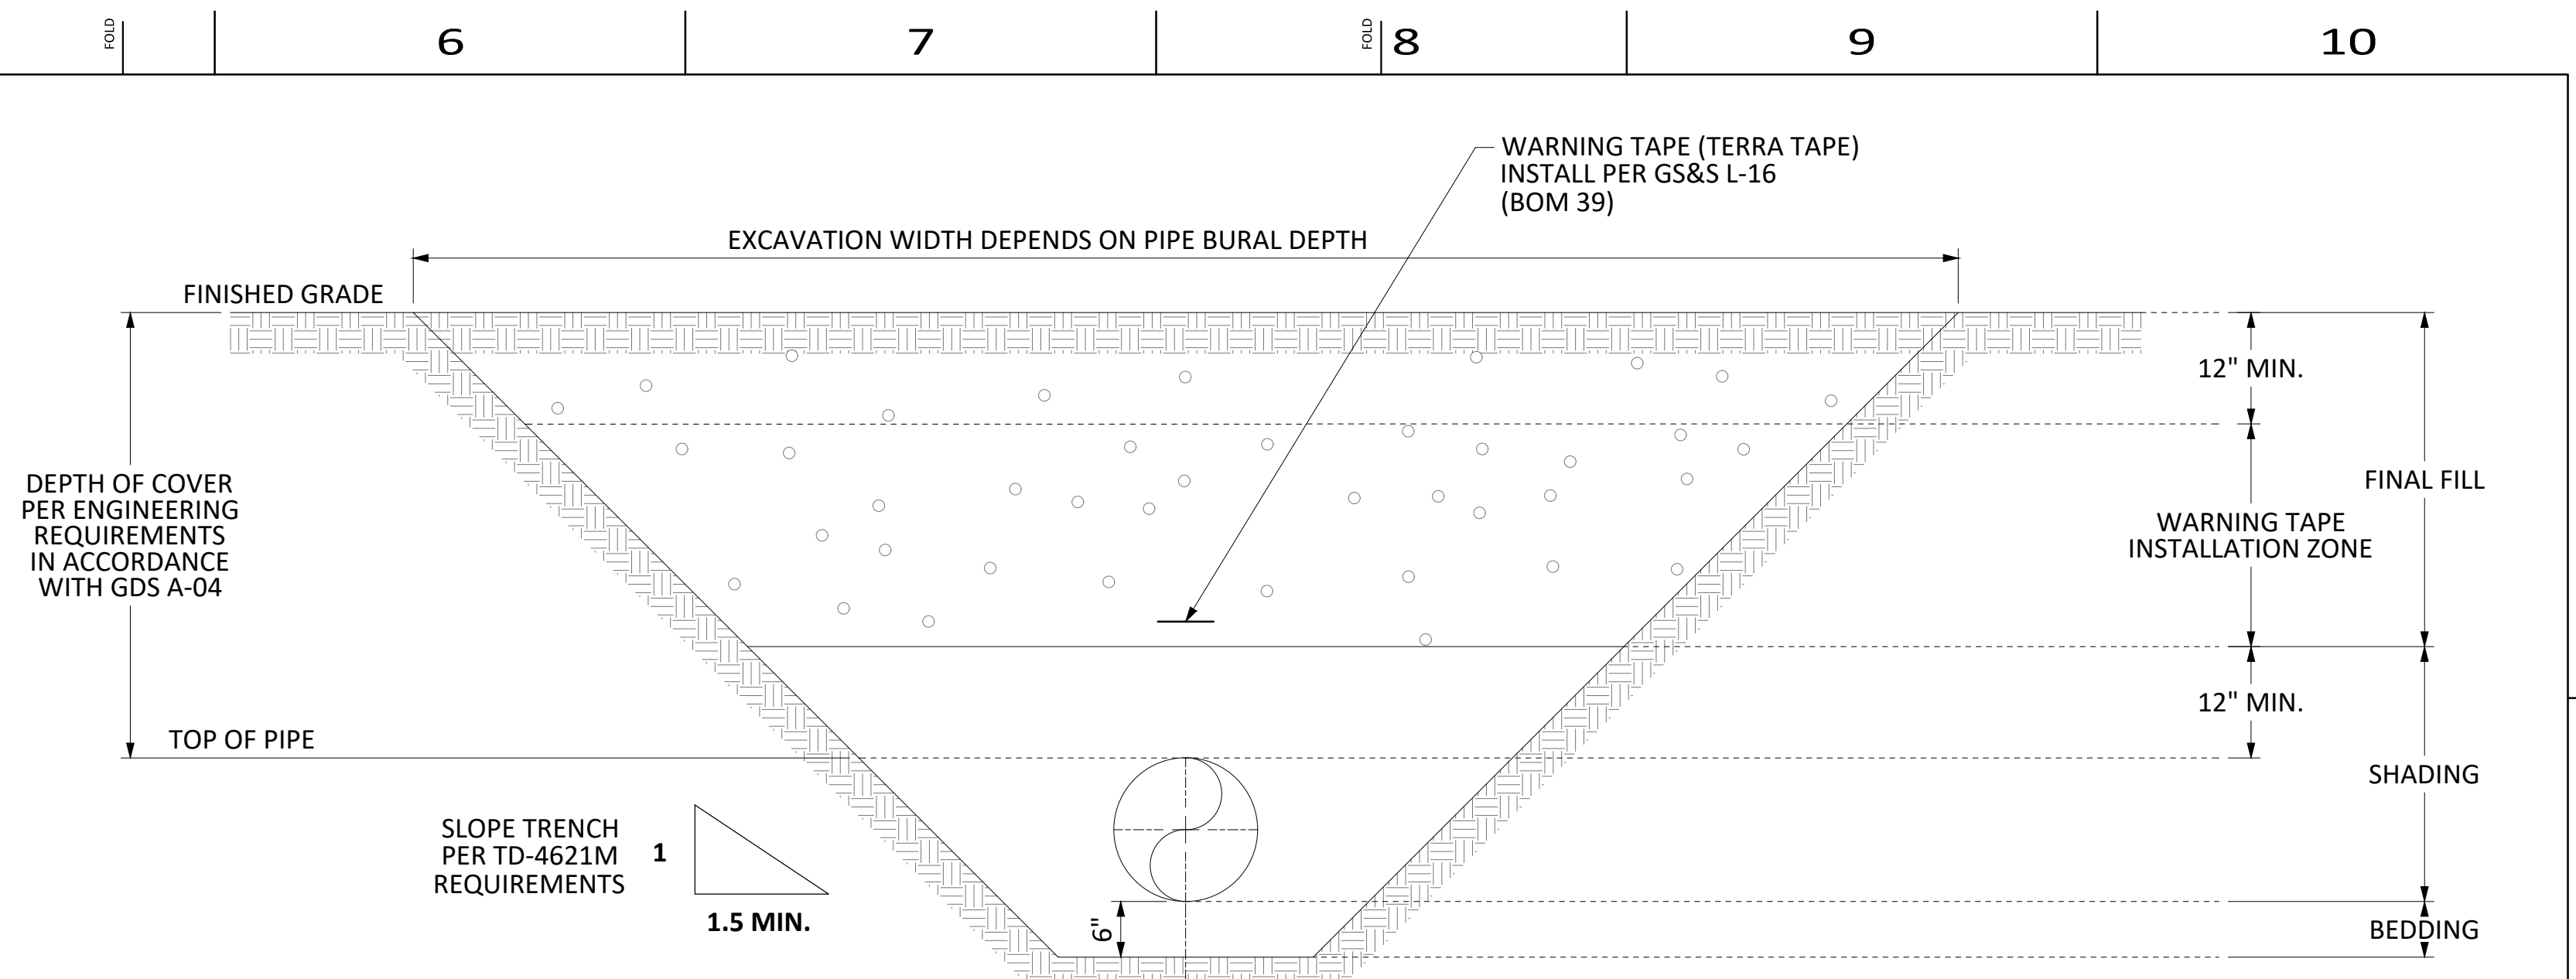 FOLD
6
7
FOLD
8
9
10
WARNING TAPE (TERRA TAPE)
INSTALL PER GS&S L-16
(BOM 39)
EXCAVATION WIDTH DEPENDS ON PIPE BURAL DEPTH
FINISHED GRADE
12" MIN.
DEPTH OF COVER
PER ENGINEERING
REQUIREMENTS
IN ACCORDANCE
WITH GDS A-04
FINAL FILL
WARNING TAPE
INSTALLATION ZONE
12" MIN.
TOP OF PIPE
SHADING
SLOPE TRENCH
PER TD-4621M
REQUIREMENTS
1
1.5 MIN.
6"
BEDDING